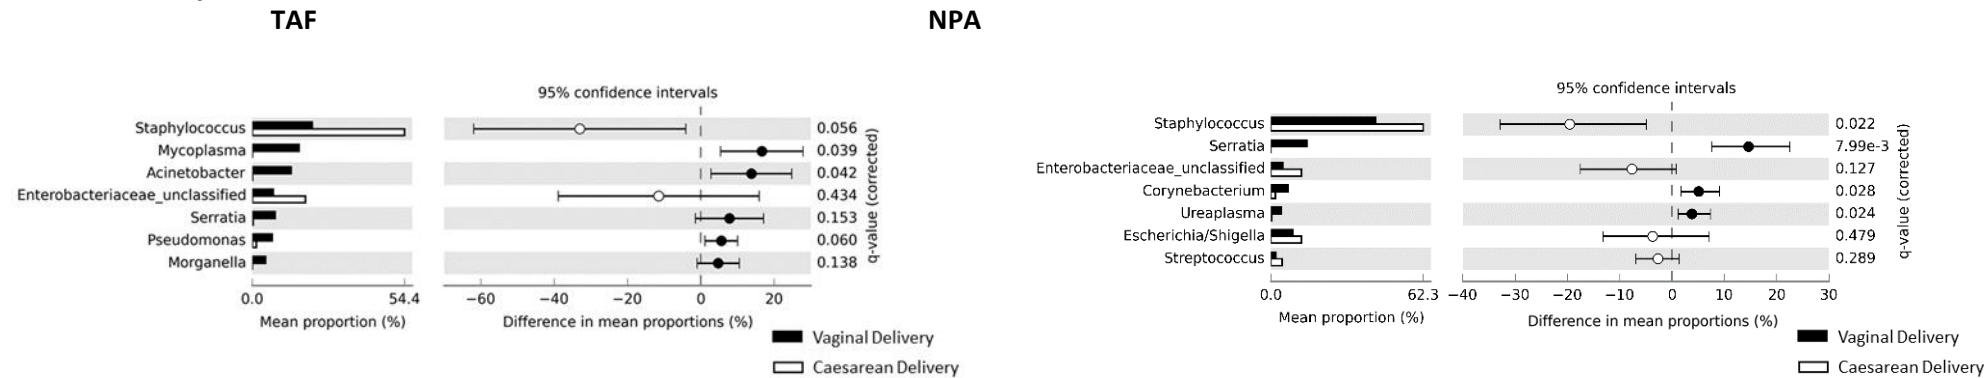 TAF
NPA
95% confidence intervals
Staphylococcus
0.056
Mycoplasma
0.039
Acinetobacter
0.042
Enterobacteriaceae_unclassified
0.434
Serratia
0.153
Pseudomonas
0.060
Morganella
0.138
q-value (corrected)
0.0 54.4
−60 −40 −20 0 20
Mean proportion (%)
Difference in mean proportions (%)
Vaginal Delivery
Caesarean Delivery
95% confidence intervals
Staphylococcus
0.022
Serratia
7.99e-3
Enterobacteriaceae_unclassified
0.127
Corynebacterium
0.028
Ureaplasma
0.024
Escherichia/Shigella
0.479
Streptococcus
0.289
q-value (corrected)
0.0 62.3
−40 −30 −20 −10 0 10 20 30
Mean proportion (%)
Difference in mean proportions (%)
Vaginal Delivery
Caesarean Delivery